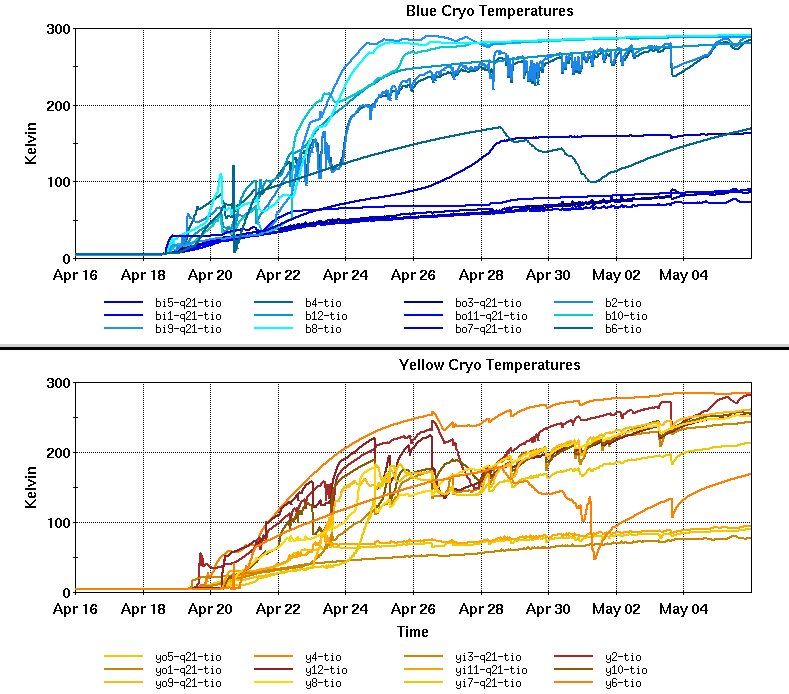 Blue Cryo Temperatures
300
200
100
0
Kelvin
Apr 16 Apr 18 Apr 20 Apr 22 Apr 24 Apr 26 Apr 28 Apr 30 May 02 May 04
bi5-q21-tio b4-tio bo3-q21-tio b2-tio
bi1-q21-tio b12-tio bo11-q21-tio b10-tio
bi9-q21-tio b8-tio bo7-q21-tio b6-tio
Yellow Cryo Temperatures
300
200
100
0
Kelvin
Apr 16 Apr 18 Apr 20 Apr 22 Apr 24 Apr 26 Apr 28 Apr 30 May 02 May 04
Time
yo5-q21-tio y4-tio yi3-q21-tio y2-tio
yo1-q21-tio y12-tio yi11-q21-tio y10-tio
yo9-q21-tio y8-tio yi7-q21-tio y6-tio